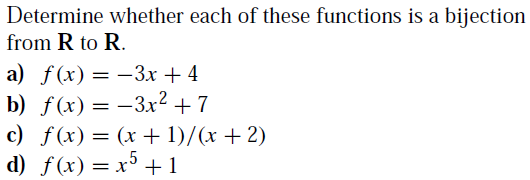 Determine whether each of these functions is a bijection
from R to R.
a) f(x) = −3x + 4
b) f(x) = −3x² + 7
c) f(x) = (x + 1)/(x + 2)
d) f(x) = x⁵ + 1